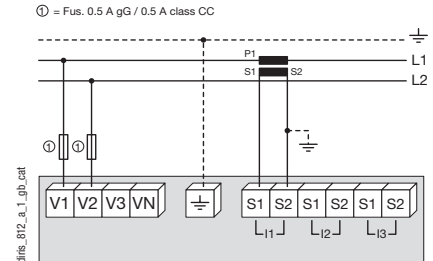 ① = Fus. 0.5 A gG / 0.5 A class CC
P1
L1
S1 S2
L2
① ①
V1 V2 V3 VN S1 S2 S1 S2 S1 S2
I1 I2 I3
diris_812_a_1_gb_cat